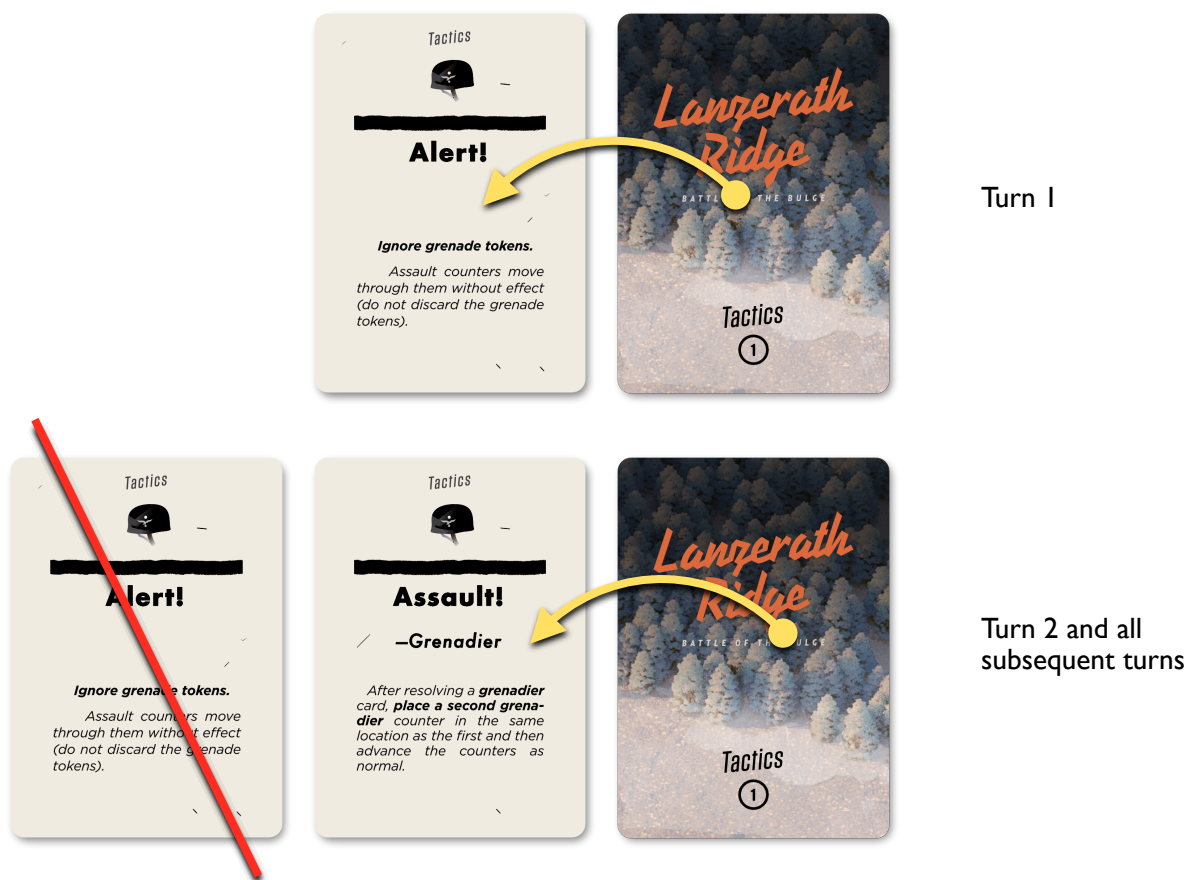 Tactics
Alert!
Ignore grenade tokens.
Assault counters move
through them without effect
(do not discard the grenade
tokens).
Lanzerath
Ridge
BATTL THE BULGE
Tactics
1
Turn 1
Tactics
Alert!
Ignore grenade tokens.
Assault counters move
through them without effect
(do not discard the grenade
tokens).
Tactics
Assault!
—Grenadier
After resolving a grenadier
card, place a second grena-
dier counter in the same
location as the first and then
advance the counters as
normal.
Lanzerath
Ridge
BATTLE OF THE BULGE
Tactics
1
Turn 2 and all
subsequent turns